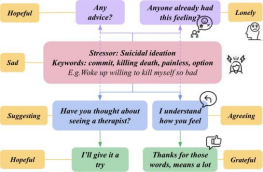 Hopeful
Any
advice?
Anyone already had
this feeling?
Lonely
Sad
Stressor: Suicidal ideation
Keywords: commit, killing death, painless, option
E.g.Woke up willing to kill myself so bad
Suggesting
Have you thought about
seeing a therapist?
I understand
how you feel
Agreeing
Hopeful
I'll give it a
try
Thanks for those
words, means a lot
Grateful